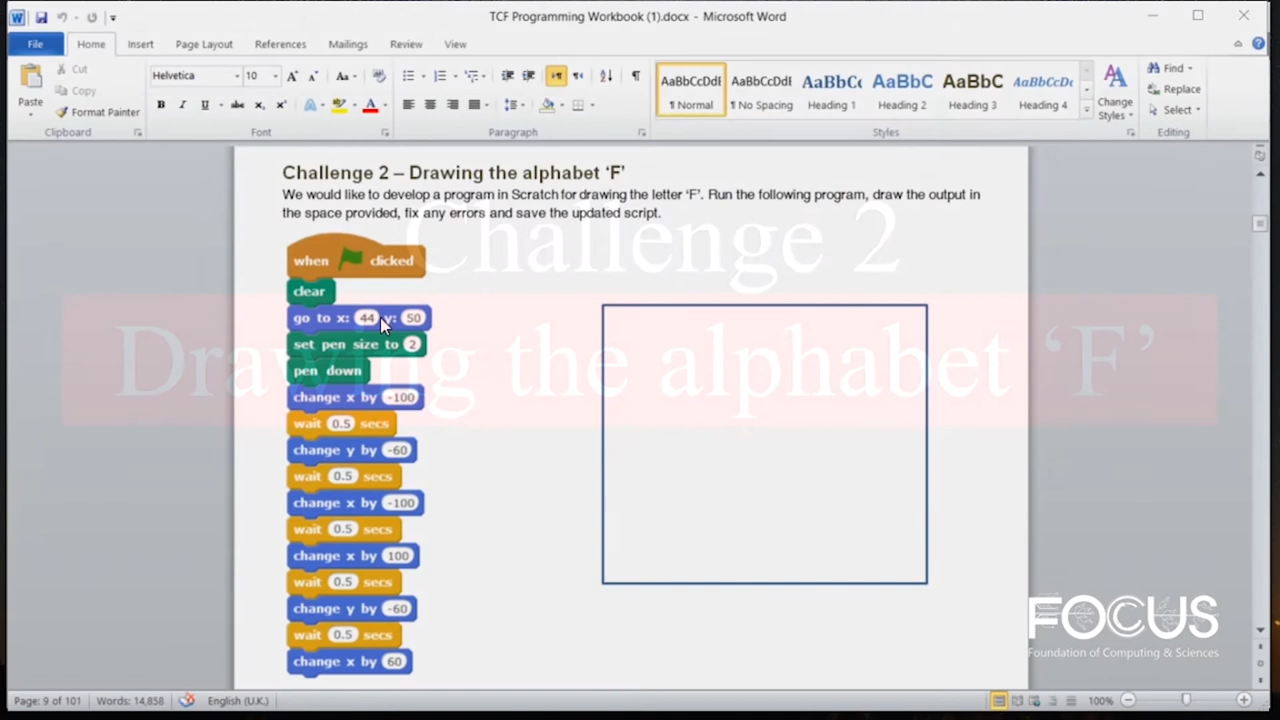 TCF Programming Workbook (1).docx - Microsoft Word
File Home Insert Page Layout References Mailings Review View
Paste
Cut
Copy
Format Painter
Clipboard
Helvetica 10
Font
Paragraph
AaBbCcDdE AaBbCcDdE AaBbCc AaBbC AaBbCc AaBbCcDc
¶ Normal ¶ No Spacing Heading 1 Heading 2 Heading 3 Heading 4
Change Styles
Styles
Find
Replace
Select
Editing
Challenge 2 – Drawing the alphabet ‘F’
We would like to develop a program in Scratch for drawing the letter ‘F’. Run the following program, draw the output in
the space provided, fix any errors and save the updated script.
Challenge 2
Drawing the alphabet ‘F’
when clicked
clear
go to x: 44 y: 50
set pen size to 2
pen down
change x by -100
wait 0.5 secs
change y by -60
wait 0.5 secs
change x by -100
wait 0.5 secs
change x by 100
wait 0.5 secs
change y by -60
wait 0.5 secs
change x by 60
FOCUS
Foundation of Computing & Sciences
Page: 9 of 101 Words: 14,858 English (U.K.) 100%